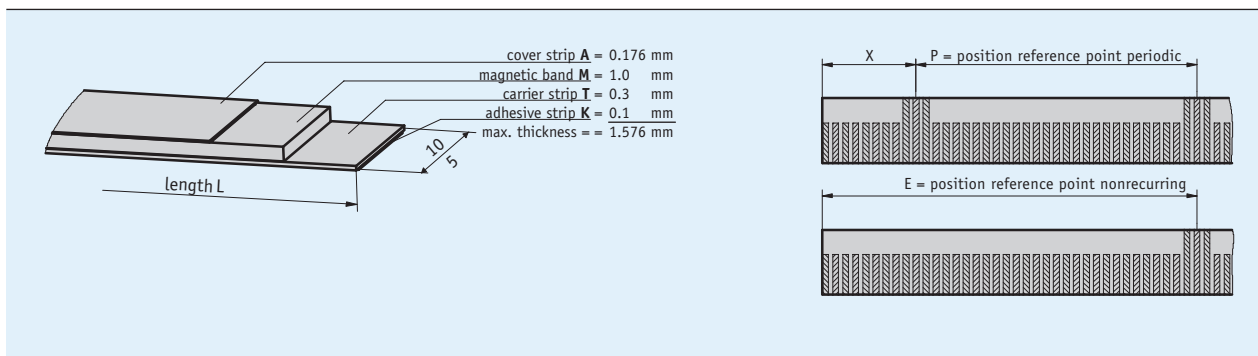 cover strip A = 0.176 mm
magnetic band M = 1.0 mm
carrier strip T = 0.3 mm
adhesive strip K = 0.1 mm
max. thickness = = 1.576 mm
10
5
length L
X
P = position reference point periodic
E = position reference point nonrecurring